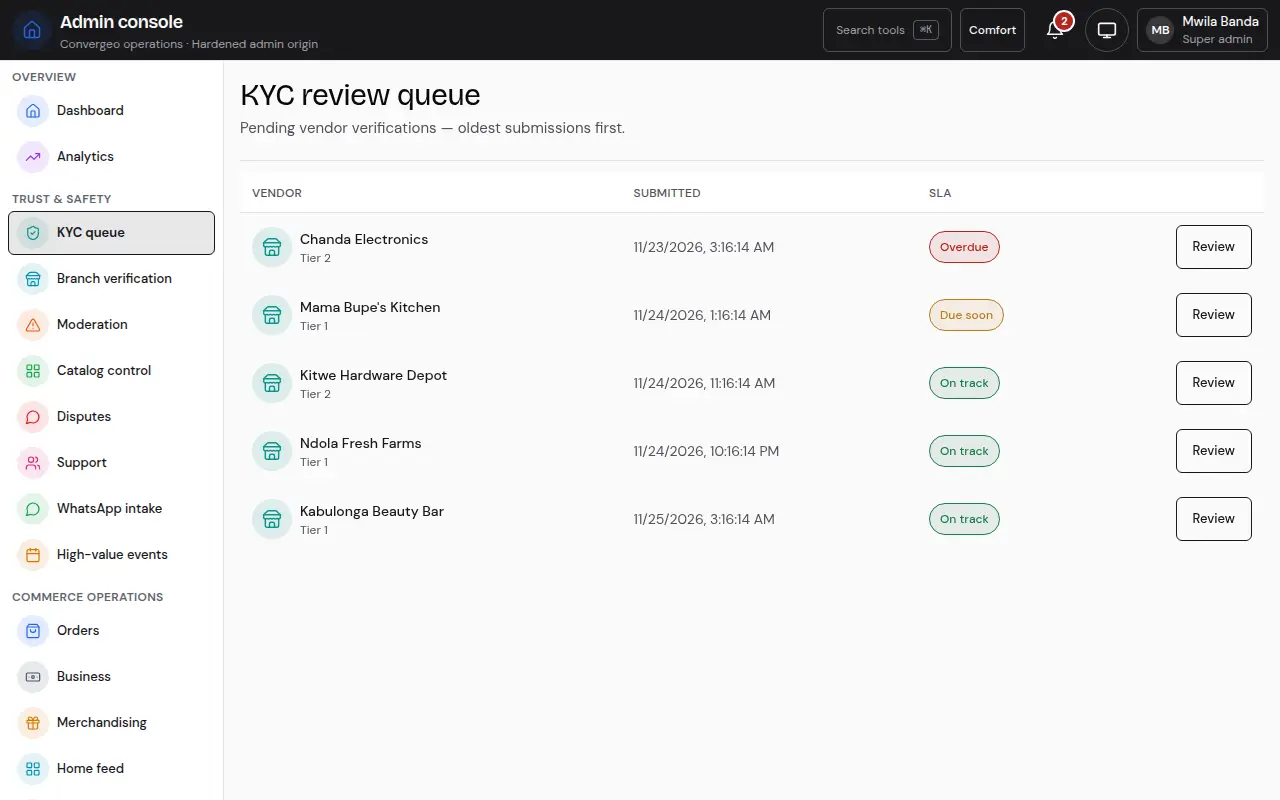 Admin console
Convergeo operations · Hardened admin origin
Search tools ⌘K
Comfort
2
MB
Mwila Banda
Super admin
OVERVIEW
Dashboard
Analytics
TRUST & SAFETY
KYC queue
Branch verification
Moderation
Catalog control
Disputes
Support
WhatsApp intake
High-value events
COMMERCE OPERATIONS
Orders
Business
Merchandising
Home feed
KYC review queue
Pending vendor verifications — oldest submissions first.
VENDOR SUBMITTED SLA
Chanda Electronics
Tier 2
11/23/2026, 3:16:14 AM
Overdue
Review
Mama Bupe's Kitchen
Tier 1
11/24/2026, 1:16:14 AM
Due soon
Review
Kitwe Hardware Depot
Tier 2
11/24/2026, 11:16:14 AM
On track
Review
Ndola Fresh Farms
Tier 1
11/24/2026, 10:16:14 PM
On track
Review
Kabulonga Beauty Bar
Tier 1
11/25/2026, 3:16:14 AM
On track
Review